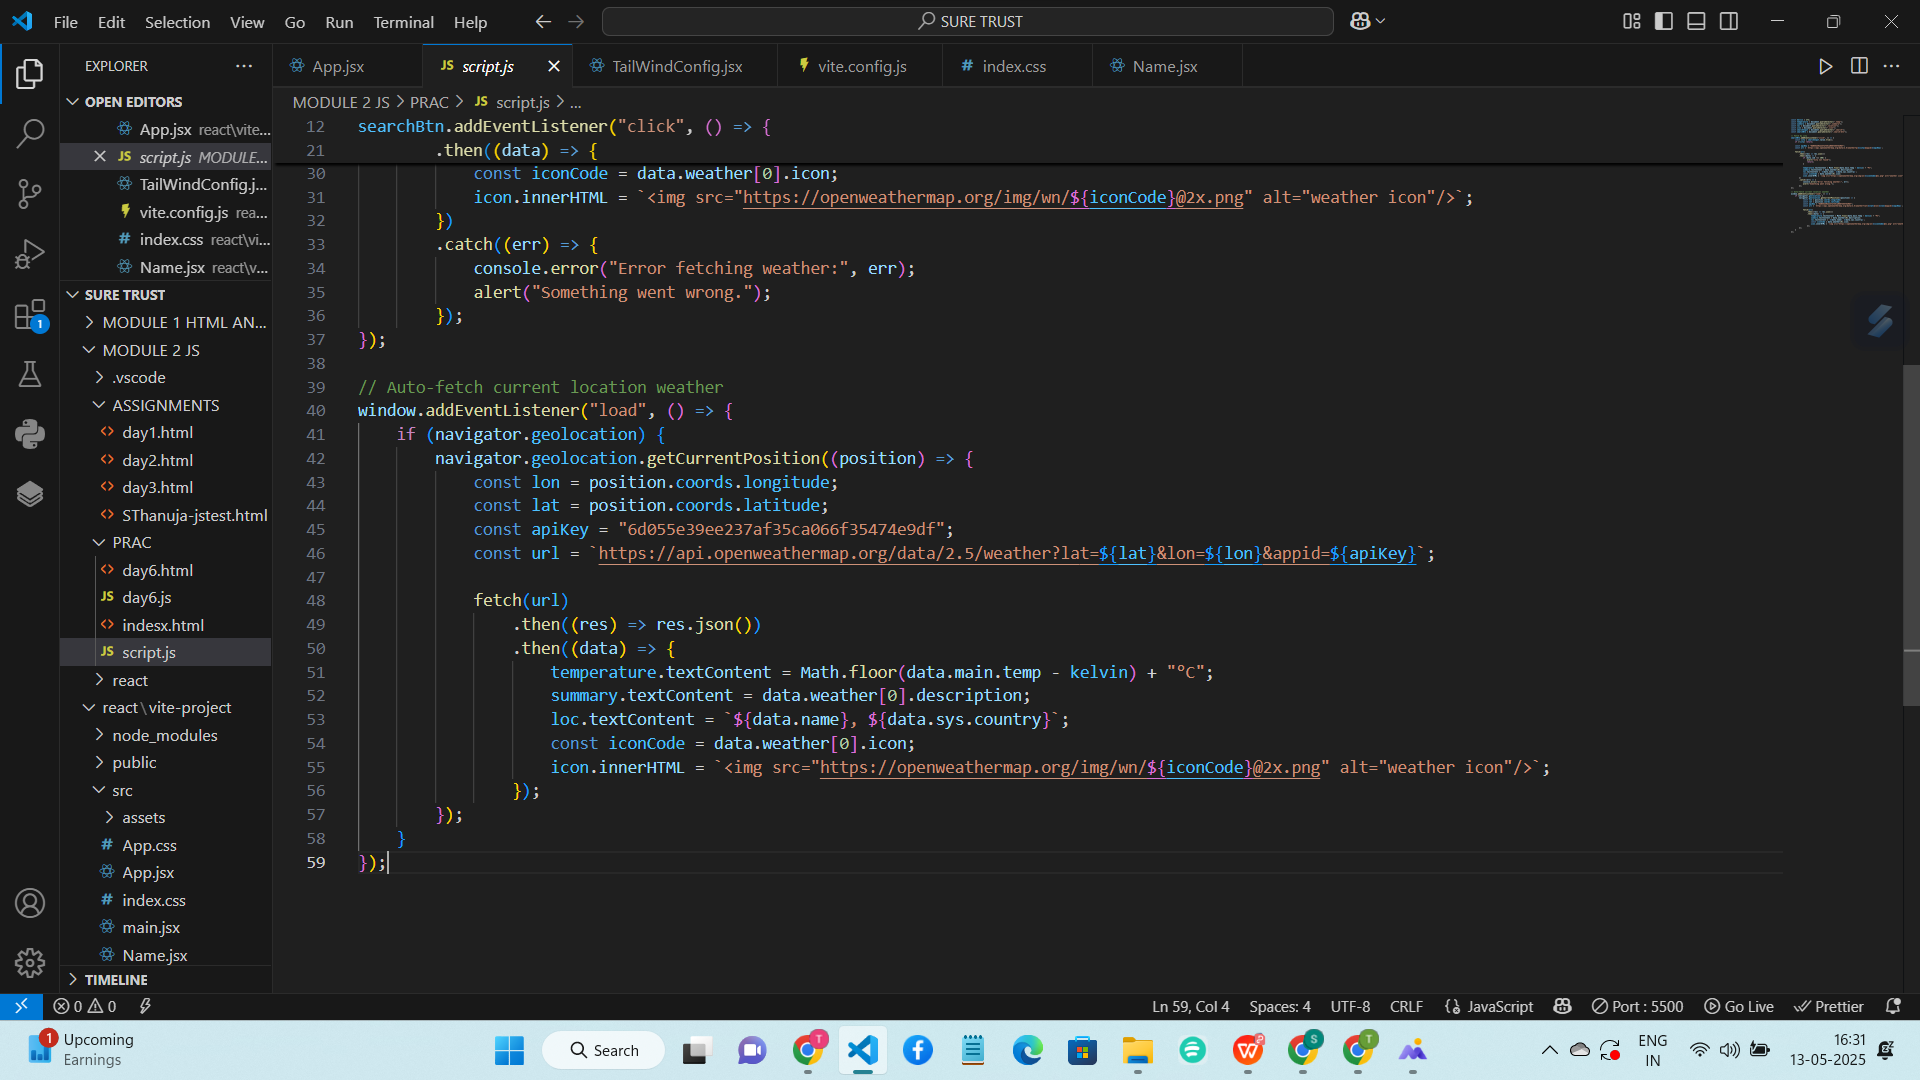 File Edit Selection View Go Run Terminal Help
SURE TRUST
EXPLORER
OPEN EDITORS
App.jsx react\vite...
script.js MODULE...
TailWindConfig.j...
vite.config.js rea...
index.css react\vi...
Name.jsx react\v...
SURE TRUST
MODULE 1 HTML AN...
MODULE 2 JS
.vscode
ASSIGNMENTS
day1.html
day2.html
day3.html
SThanuja-jstest.html
PRAC
day6.html
day6.js
indesx.html
script.js
react
react\vite-project
node_modules
public
src
assets
App.css
App.jsx
index.css
main.jsx
Name.jsx
TIMELINE
App.jsx script.js TailWindConfig.jsx vite.config.js index.css Name.jsx
MODULE 2 JS > PRAC > JS script.js > ...
12 searchBtn.addEventListener("click", () => {
21 .then((data) => {
30 const iconCode = data.weather[0].icon;
31 icon.innerHTML = `<img src="https://openweathermap.org/img/wn/${iconCode}@2x.png" alt="weather icon"/>`;
32 })
33 .catch((err) => {
34 console.error("Error fetching weather:", err);
35 alert("Something went wrong.");
36 });
37 });
38
39 // Auto-fetch current location weather
40 window.addEventListener("load", () => {
41 if (navigator.geolocation) {
42 navigator.geolocation.getCurrentPosition((position) => {
43 const lon = position.coords.longitude;
44 const lat = position.coords.latitude;
45 const apiKey = "6d055e39ee237af35ca066f35474e9df";
46 const url = `https://api.openweathermap.org/data/2.5/weather?lat=${lat}&lon=${lon}&appid=${apiKey}`;
47
48 fetch(url)
49 .then((res) => res.json())
50 .then((data) => {
51 temperature.textContent = Math.floor(data.main.temp - kelvin) + "°C";
52 summary.textContent = data.weather[0].description;
53 loc.textContent = `${data.name}, ${data.sys.country}`;
54 const iconCode = data.weather[0].icon;
55 icon.innerHTML = `<img src="https://openweathermap.org/img/wn/${iconCode}@2x.png" alt="weather icon"/>`;
56 });
57 });
58 }
59 });
0 0 Ln 59, Col 4 Spaces: 4 UTF-8 CRLF {} JavaScript Port : 5500 Go Live Prettier
1 Upcoming
Earnings
Search
ENG
IN
16:31
13-05-2025